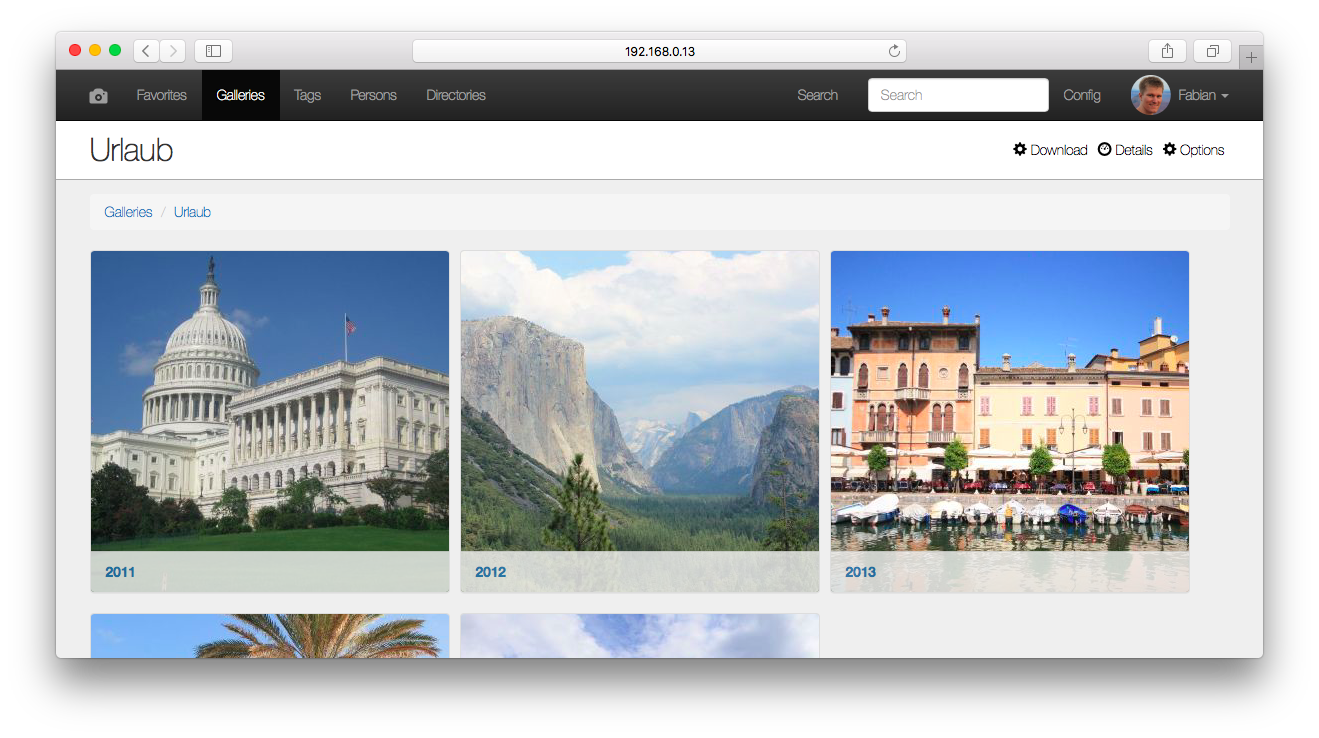 192.168.0.13
Favorites Galleries Tags Persons Directories Search Search Config Fabian
Urlaub Download Details Options
Galleries / Urlaub
2011 2012 2013